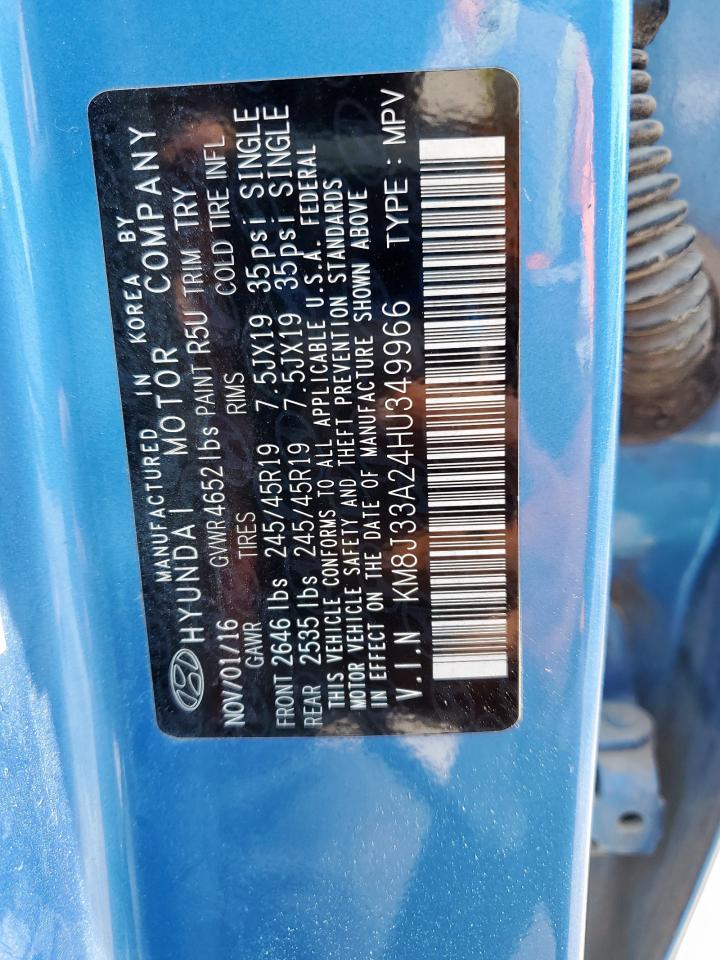 MANUFACTURED IN KOREA BY
HYUNDAI MOTOR COMPANY
NOV/01/16 GVWR4652lbs PAINT R5U TRIM TRY
GAWR TIRES RIMS COLD TIRE INFL
FRONT 2646 lbs 245/45R19 7.5JX19 35psi SINGLE
REAR 2535 lbs 245/45R19 7.5JX19 35psi SINGLE
THIS VEHICLE CONFORMS TO ALL APPLICABLE U.S.A. FEDERAL
MOTOR VEHICLE SAFETY AND THEFT PREVENTION STANDARDS
IN EFFECT ON THE DATE OF MANUFACTURE SHOWN ABOVE
V.I.N KM8J33A24HU349966 TYPE : MPV